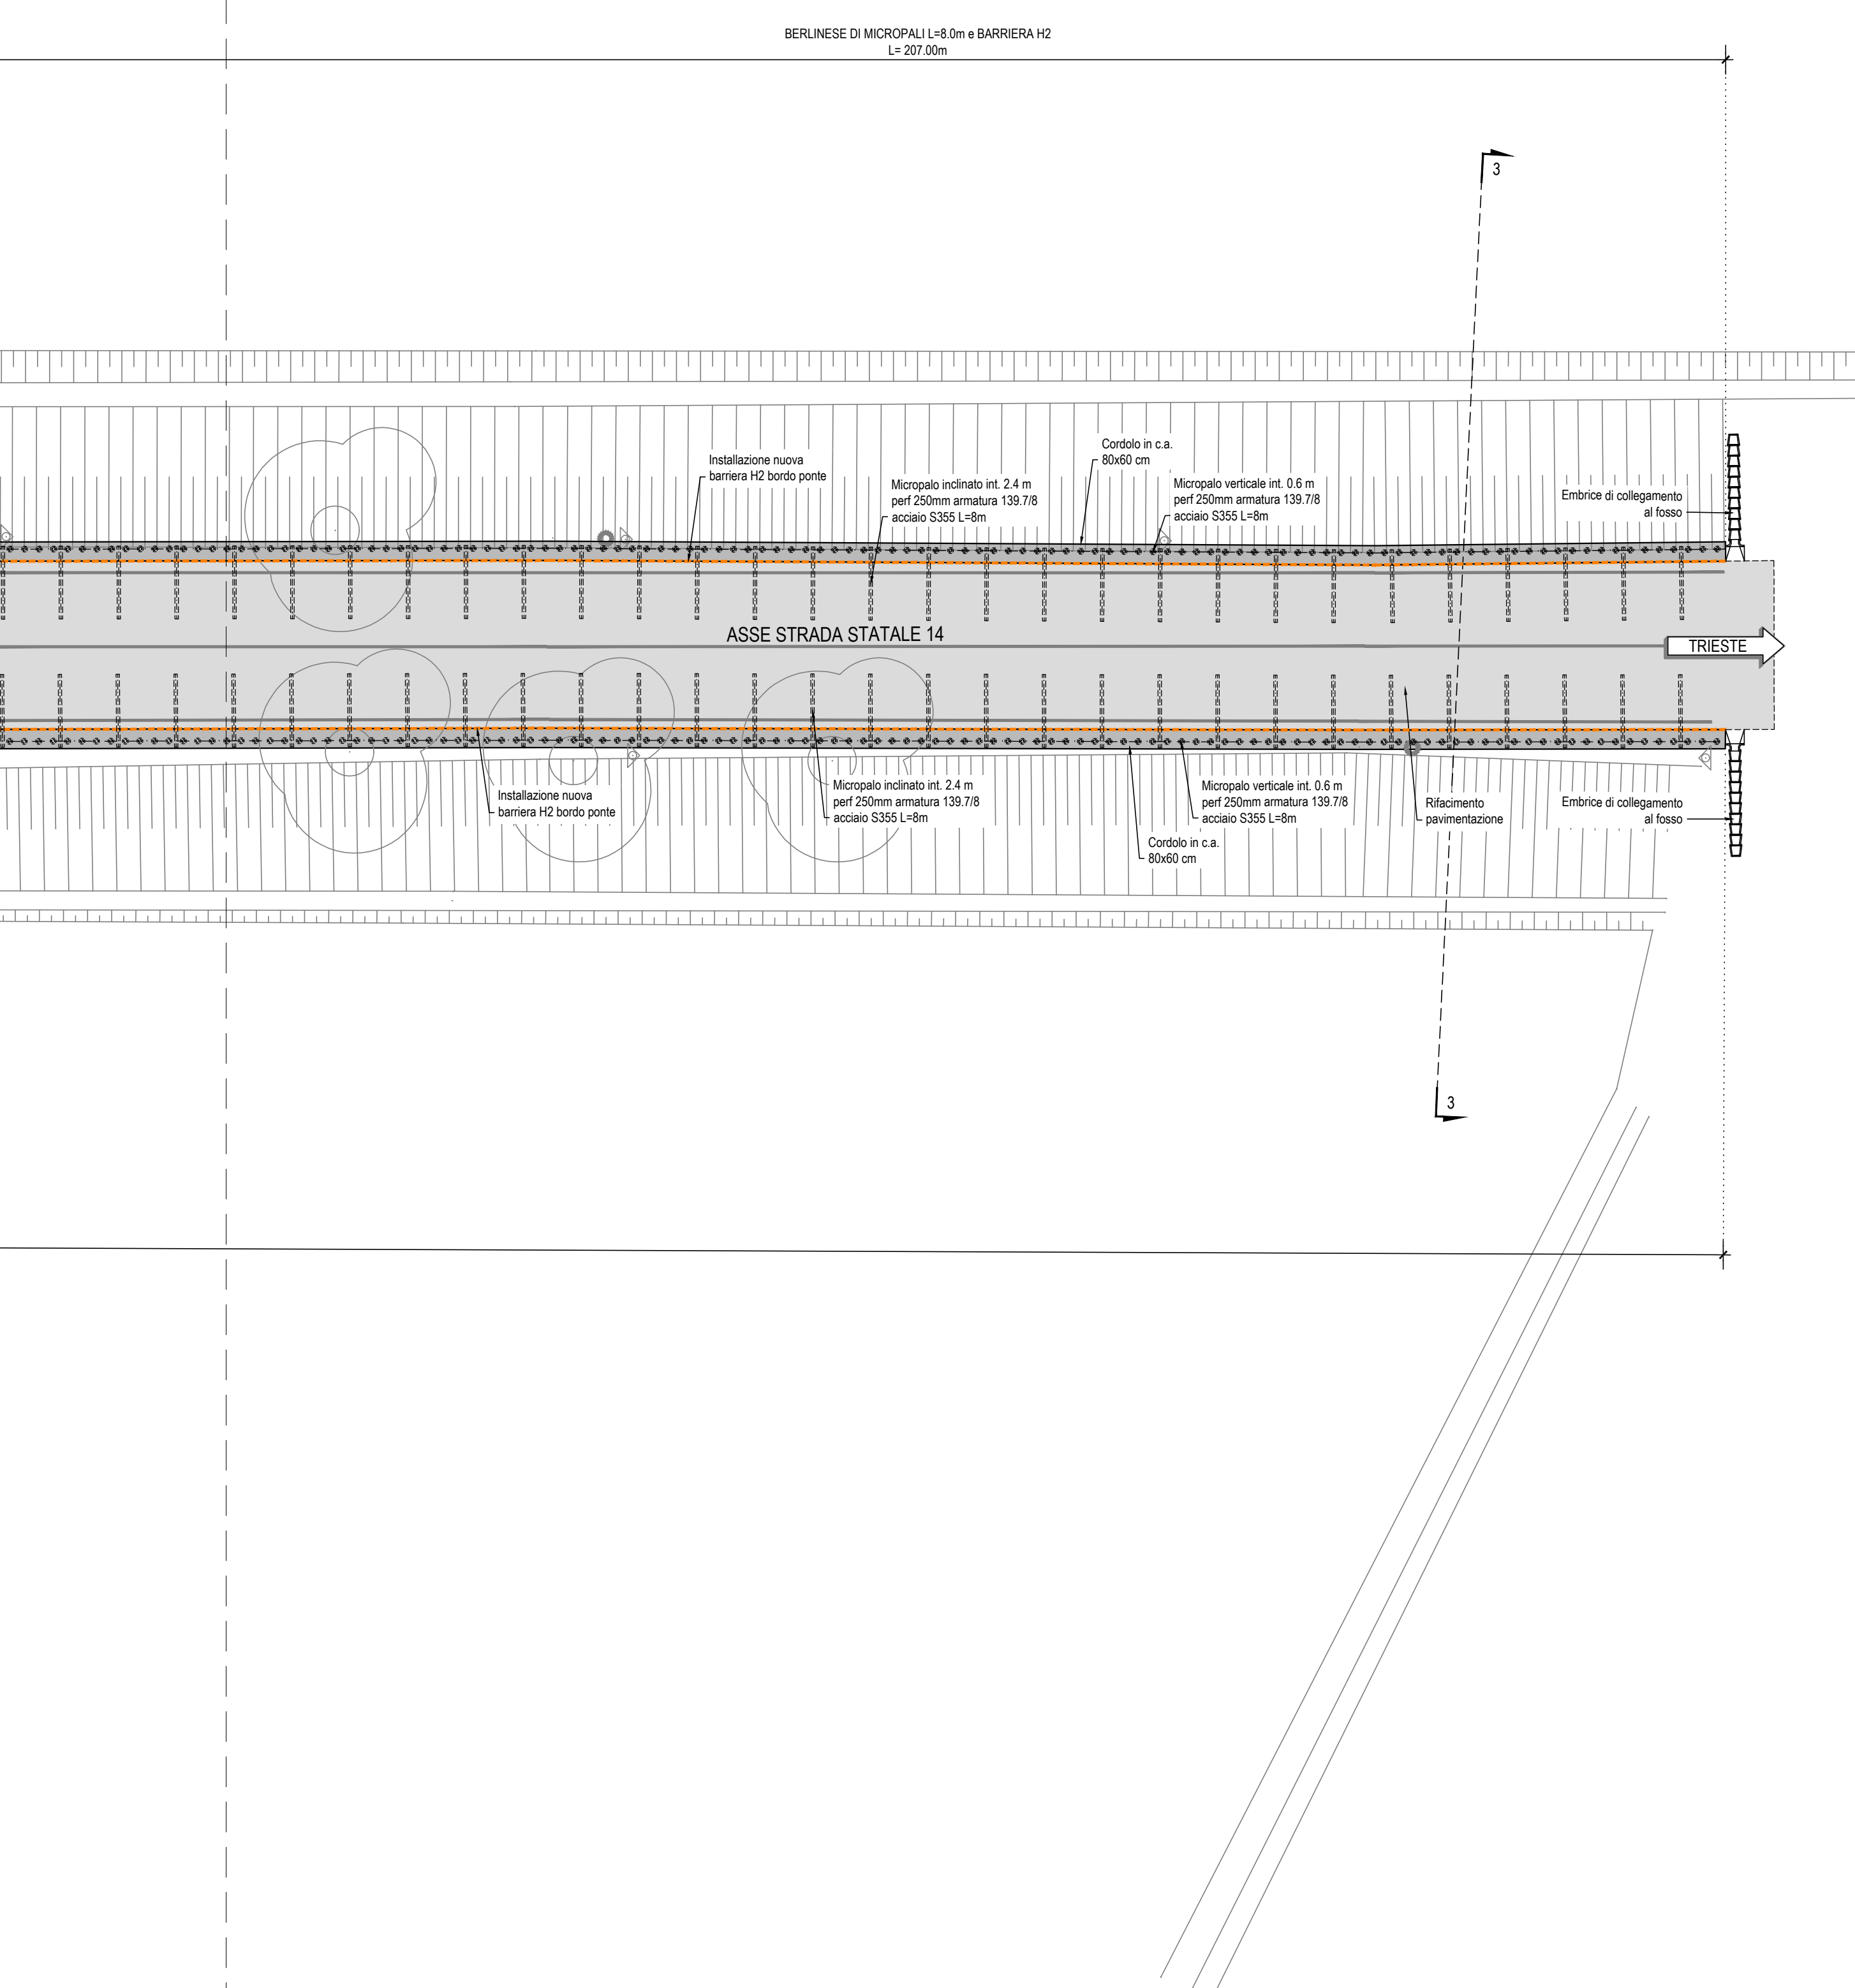 BERLINESE DI MICROPALI L=8.0m e BARRIERA H2
L= 207.00m
3
Cordolo in c.a.
80x60 cm
Installazione nuova
barriera H2 bordo ponte
Micropalo inclinato int. 2.4 m
perf 250mm armatura 139.7/8
acciaio S355 L=8m
Micropalo verticale int. 0.6 m
perf 250mm armatura 139.7/8
acciaio S355 L=8m
Embrice di collegamento
al fosso
ASSE STRADA STATALE 14
TRIESTE
Installazione nuova
barriera H2 bordo ponte
Micropalo inclinato int. 2.4 m
perf 250mm armatura 139.7/8
acciaio S355 L=8m
Micropalo verticale int. 0.6 m
perf 250mm armatura 139.7/8
acciaio S355 L=8m
Cordolo in c.a.
80x60 cm
Rifacimento
pavimentazione
Embrice di collegamento
al fosso
3